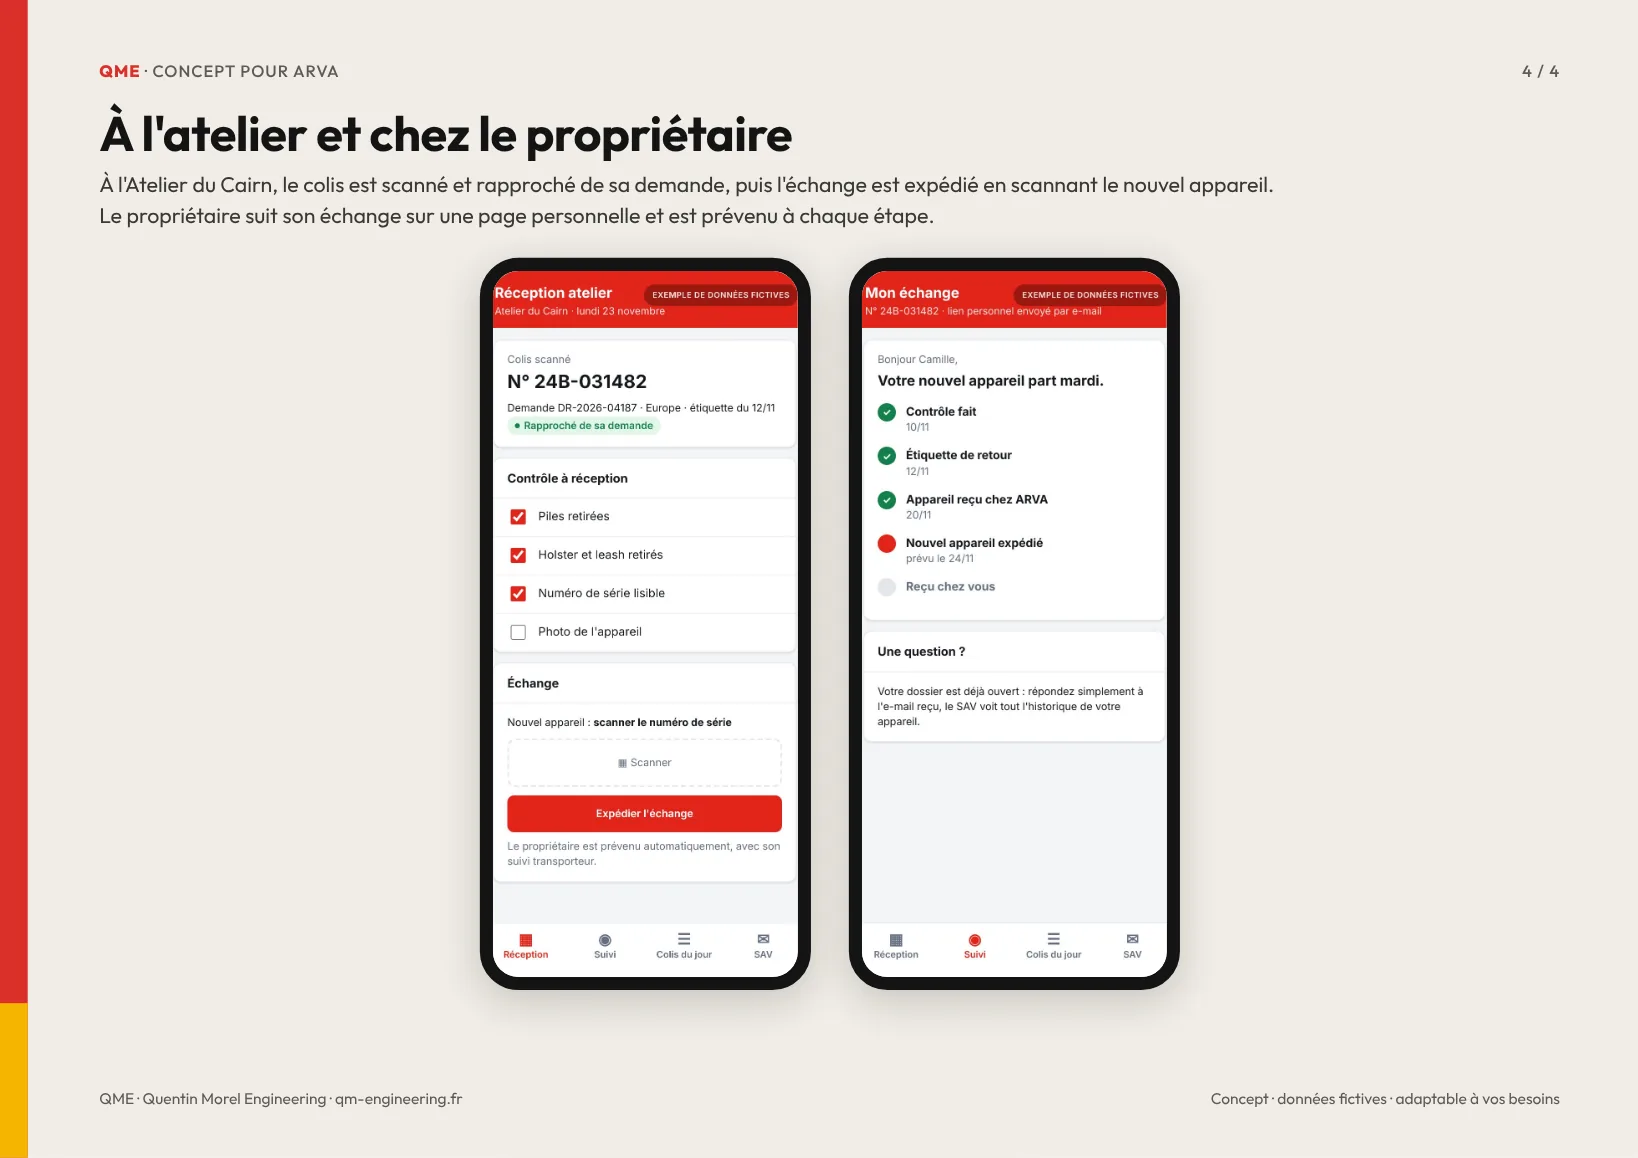 QME · CONCEPT POUR ARVA
4 / 4
À l'atelier et chez le propriétaire
À l'Atelier du Cairn, le colis est scanné et rapproché de sa demande, puis l'échange est expédié en scannant le nouvel appareil.
Le propriétaire suit son échange sur une page personnelle et est prévenu à chaque étape.
Réception atelier
EXEMPLE DE DONNÉES FICTIVES
Atelier du Cairn · lundi 23 novembre
Colis scanné
N° 24B-031482
Demande DR-2026-04187 · Europe · étiquette du 12/11
Rapproché de sa demande
Contrôle à réception
Piles retirées
Holster et leash retirés
Numéro de série lisible
Photo de l'appareil
Échange
Nouvel appareil : scanner le numéro de série
Scanner
Expédier l'échange
Le propriétaire est prévenu automatiquement, avec son
suivi transporteur.
Réception
Suivi
Colis du jour
SAV
Mon échange
EXEMPLE DE DONNÉES FICTIVES
N° 24B-031482 · lien personnel envoyé par e-mail
Bonjour Camille,
Votre nouvel appareil part mardi.
Contrôle fait
10/11
Étiquette de retour
12/11
Appareil reçu chez ARVA
20/11
Nouvel appareil expédié
prévu le 24/11
Reçu chez vous
Une question ?
Votre dossier est déjà ouvert : répondez simplement à
l'e-mail reçu, le SAV voit tout l'historique de votre
appareil.
Réception
Suivi
Colis du jour
SAV
QME · Quentin Morel Engineering · qm-engineering.fr
Concept · données fictives · adaptable à vos besoins